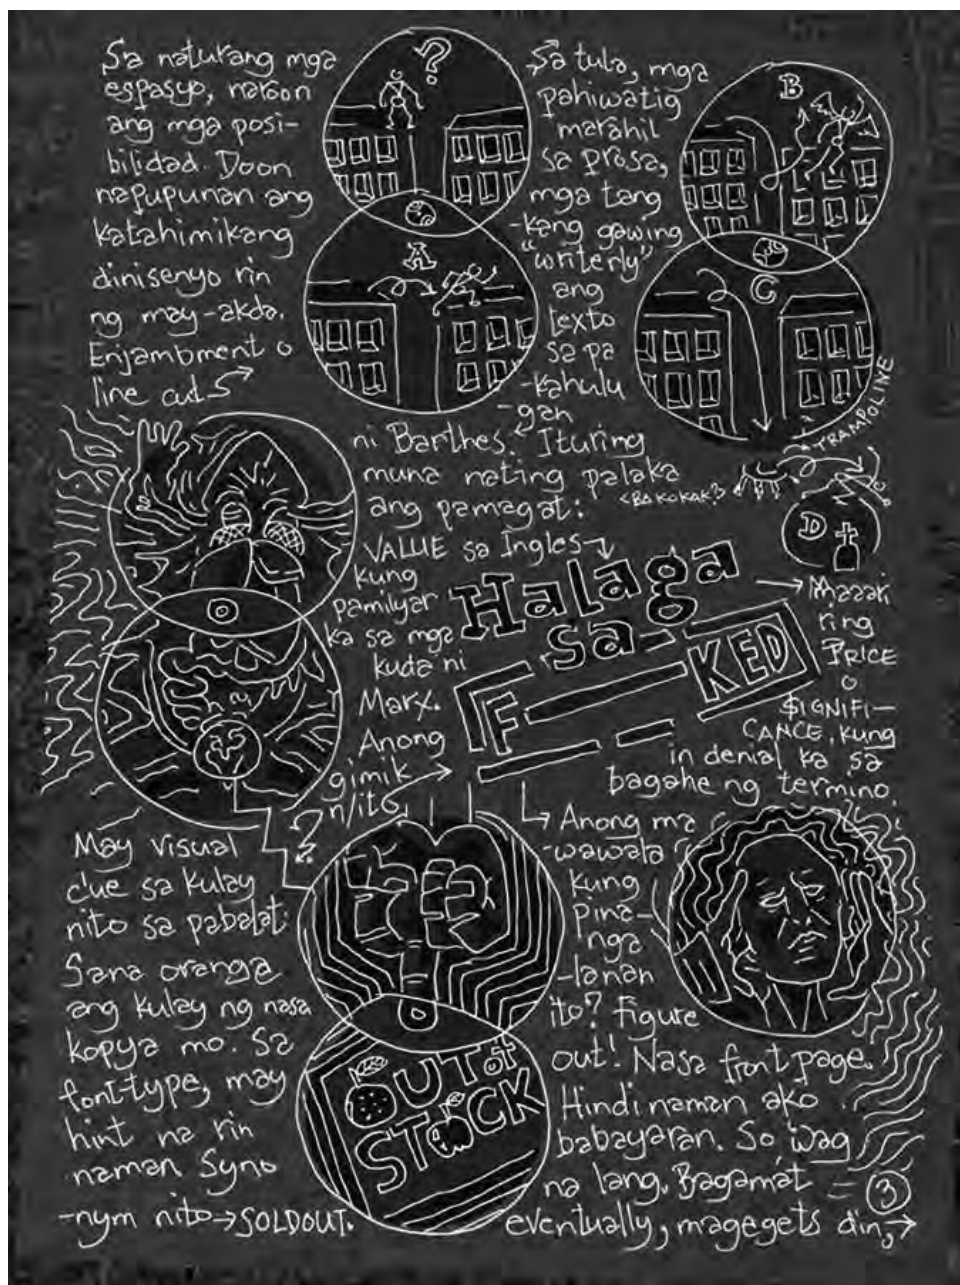 Sa naturang mga
espasyo, naroon
ang mga posi-
bilidad. Doon
napupunan ang
katahimikang
dinisenyo rin
ng may-akda.
Enjambment o
line cut.
?
A
Sa tula, mga
pahiwatig
marahil
sa prosa,
mga tang
-kang gawing
"writerly"
ang
texto
sa pa
-kahulu
-gan
B
C
TRAMPOLINE
<BAKOKAK?>
D
ni Barthes. Ituring
muna nating palaka
ang pamagat:
VALUE sa Ingles
kung
pamilyar
ka sa mga
kuda ni
Marx.
Anong
gimik
n/ito
?
Halaga
sa
F KED
Maaari
ring
PRICE
o
$IGNIFI-
CANCE, kung
in denial ka sa
bagahe ng termino.
May visual
clue sa kulay
nito sa pabalat:
Sana oranga
ang kulay ng nasa
kopya mo. Sa
font-type, may
hint na rin
naman. Syno
-nym nito→SOLDOUT.
OUT of
STOCK
Anong ma
-wawala
kung
pina-
nga
-lanan
ito? Figure
out! Nasa front page.
Hindi naman ako
babayaran. So, wag
na lang. Bagamat
eventually, magegets din,→
3